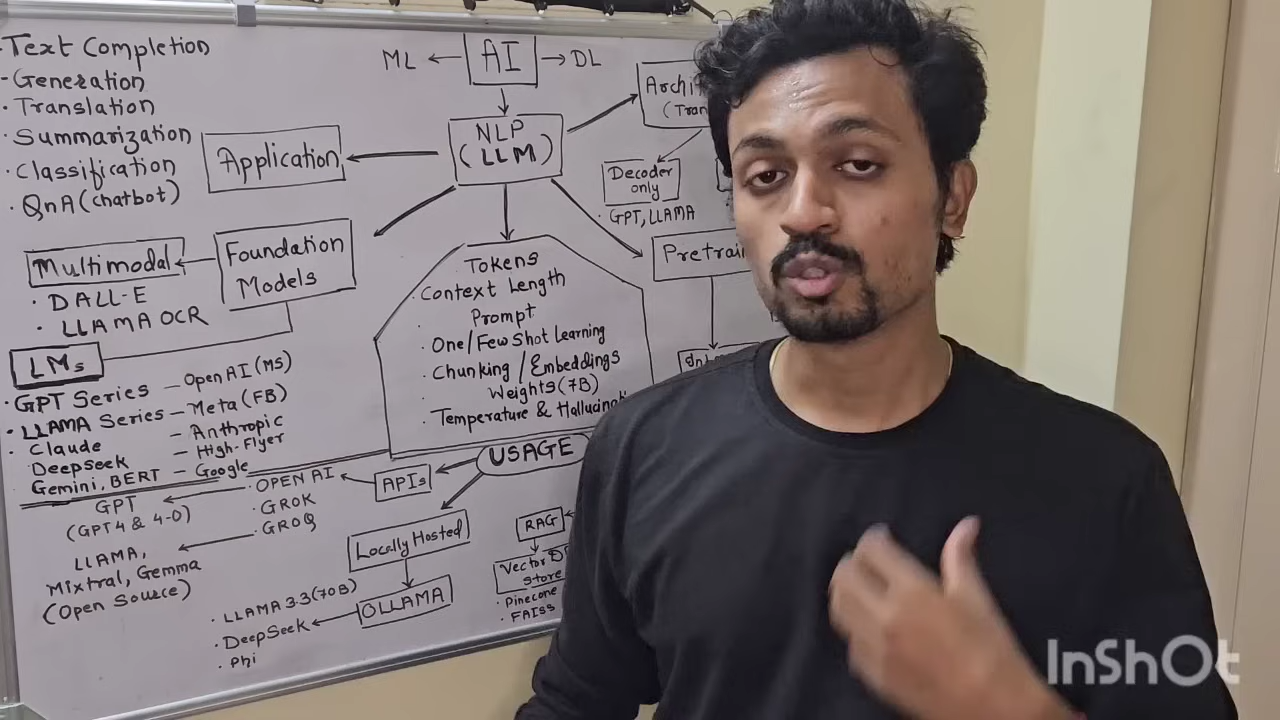 · Text Completion
- Generation
· Translation
· Summarization
· Classification
· QnA (chatbot)
ML
AI
DL
NLP
(LLM)
Application
Decoder
only
· GPT, LLAMA
Multimodal
· DALL-E
· LLAMA OCR
Foundation
Models
LMs
· GPT Series - OpenAI (MS)
· LLAMA Series - Meta (FB)
· Claude - Anthropic
DeepSeek - High-Flyer
Gemini, BERT - Google
Tokens
· Context Length
Prompt
· One/Few Shot Learning
· Chunking / Embeddings
· Weights (7B)
· Temperature &
USAGE
APIs
· OPEN AI
· GROK
· GROQ
GPT
(GPT4 & 4-O)
LLAMA,
Mixtral, Gemma
(Open Source)
Locally Hosted
OLLAMA
· LLAMA 3.3 (70B)
· DeepSeek
· Phi
RAG
Vector
store
· Pinecone
· FAISS
InShOt